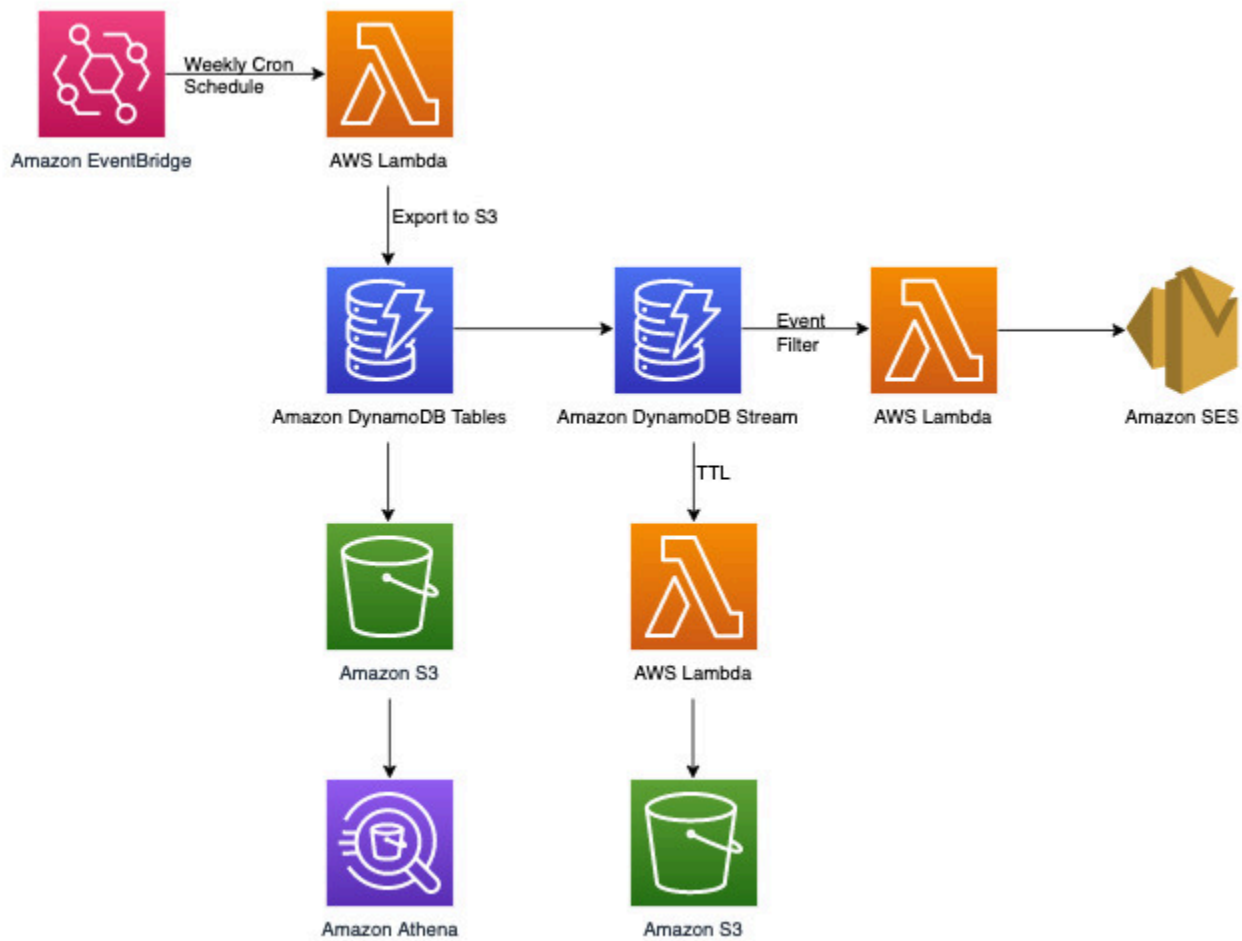 Weekly Cron
Schedule
Amazon EventBridge
AWS Lambda
Export to S3
Event
Filter
Amazon DynamoDB Tables
Amazon DynamoDB Stream
AWS Lambda
Amazon SES
TTL
Amazon S3
AWS Lambda
Amazon Athena
Amazon S3